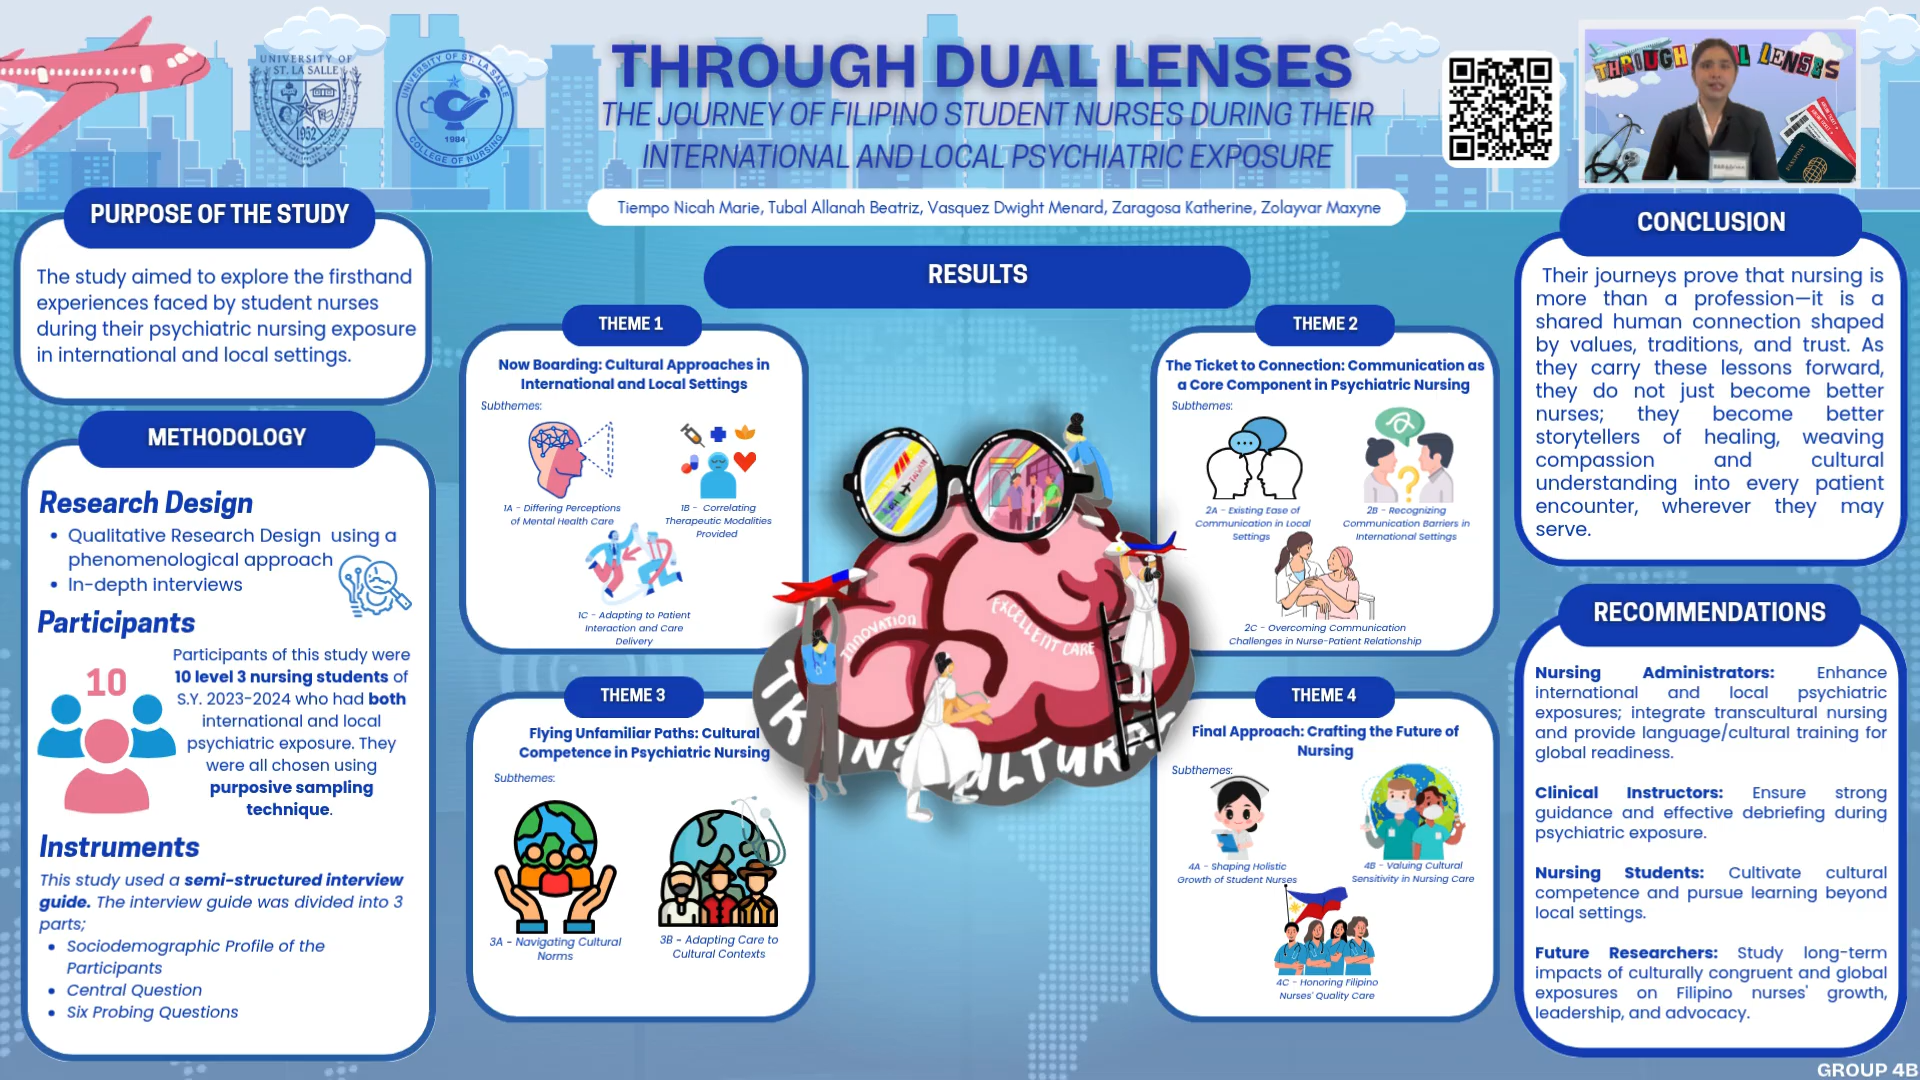 UNIVERSITY OF
ST. LA SALLE
1952
UNIVERSITY OF ST. LA SALLE
1984
COLLEGE OF NURSING
THROUGH DUAL LENSES
THE JOURNEY OF FILIPINO STUDENT NURSES DURING THEIR
INTERNATIONAL AND LOCAL PSYCHIATRIC EXPOSURE
Tiempo Nicah Marie, Tubal Allanah Beatriz, Vasquez Dwight Menard, Zaragosa Katherine, Zolayvar Maxyne
THROUGH L LENSES
PASSPORT
PURPOSE OF THE STUDY
The study aimed to explore the firsthand
experiences faced by student nurses
during their psychiatric nursing exposure
in international and local settings.
METHODOLOGY
Research Design
• Qualitative Research Design using a
phenomenological approach
• In-depth interviews
Participants
10
Participants of this study were
10 level 3 nursing students of
S.Y. 2023-2024 who had both
international and local
psychiatric exposure. They
were all chosen using
purposive sampling
technique.
Instruments
This study used a semi-structured interview
guide. The interview guide was divided into 3
parts;
• Sociodemographic Profile of the
Participants
• Central Question
• Six Probing Questions
RESULTS
THEME 1
Now Boarding: Cultural Approaches in
International and Local Settings
Subthemes:
1A - Differing Perceptions
of Mental Health Care
1B - Correlating
Therapeutic Modalities
Provided
1C - Adapting to Patient
Interaction and Care
Delivery
THEME 2
The Ticket to Connection: Communication as
a Core Component in Psychiatric Nursing
Subthemes:
2A - Existing Ease of
Communication in Local
Settings
2B - Recognizing
Communication Barriers in
International Settings
2C - Overcoming Communication
Challenges in Nurse-Patient Relationship
INNOVATION
EXCELLENT CARE
THEME 3
Flying Unfamiliar Paths: Cultural
Competence in Psychiatric Nursing
Subthemes:
3A - Navigating Cultural
Norms
3B - Adapting Care to
Cultural Contexts
THEME 4
Final Approach: Crafting the Future of
Nursing
Subthemes:
4A - Shaping Holistic
Growth of Student Nurses
4B - Valuing Cultural
Sensitivity in Nursing Care
4C - Honoring Filipino
Nurses' Quality Care
CONCLUSION
Their journeys prove that nursing is
more than a profession—it is a
shared human connection shaped
by values, traditions, and trust. As
they carry these lessons forward,
they do not just become better
nurses; they become better
storytellers of healing, weaving
compassion and cultural
understanding into every patient
encounter, wherever they may
serve.
RECOMMENDATIONS
Nursing Administrators: Enhance
international and local psychiatric
exposures; integrate transcultural nursing
and provide language/cultural training for
global readiness.
Clinical Instructors: Ensure strong
guidance and effective debriefing during
psychiatric exposure.
Nursing Students: Cultivate cultural
competence and pursue learning beyond
local settings.
Future Researchers: Study long-term
impacts of culturally congruent and global
exposures on Filipino nurses' growth,
leadership, and advocacy.
GROUP 4B